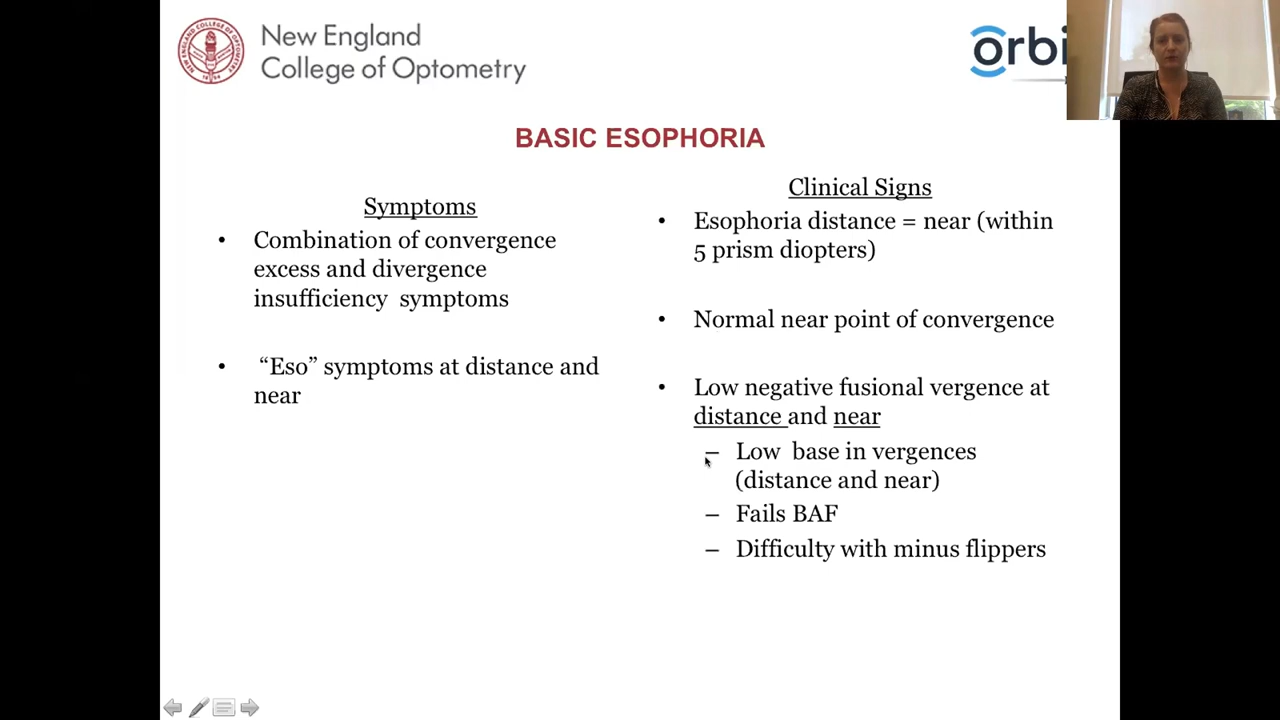 New England
College of Optometry
orbi
BASIC ESOPHORIA
Symptoms
• Combination of convergence
excess and divergence
insufficiency symptoms
• “Eso” symptoms at distance and
near
Clinical Signs
• Esophoria distance = near (within
5 prism diopters)
• Normal near point of convergence
• Low negative fusional vergence at
distance and near
– Low base in vergences
(distance and near)
– Fails BAF
– Difficulty with minus flippers